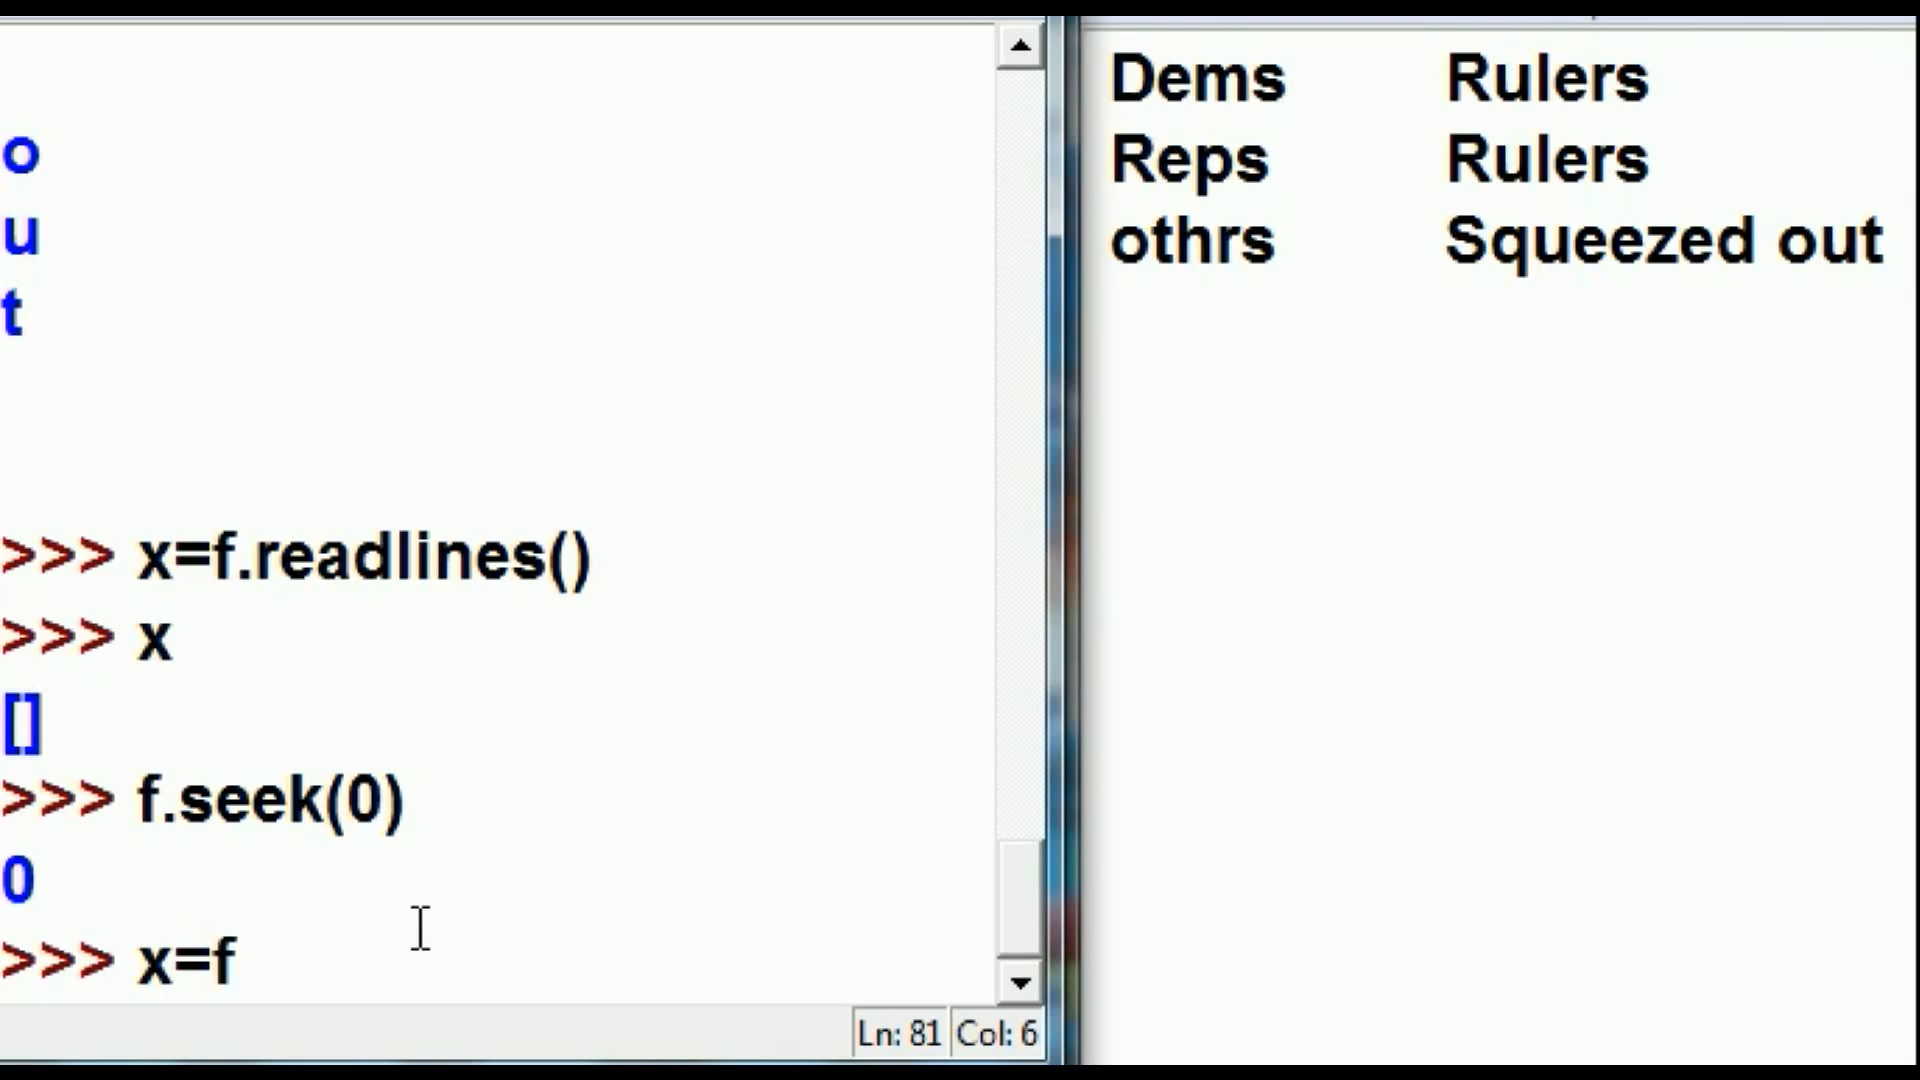 o
u
t
>>> x=f.readlines()
>>> x
[]
>>> f.seek(0)
0
>>> x=f
Ln: 81 Col: 6
Dems Rulers
Reps Rulers
othrs Squeezed out